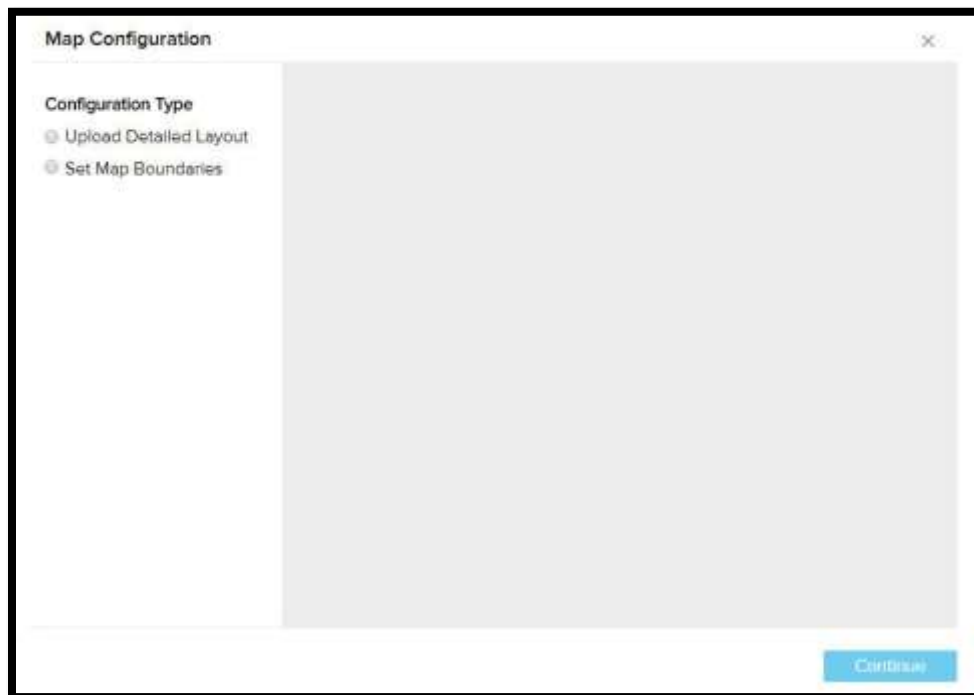 Map Configuration
Configuration Type
Upload Detailed Layout
Set Map Boundaries
Continue